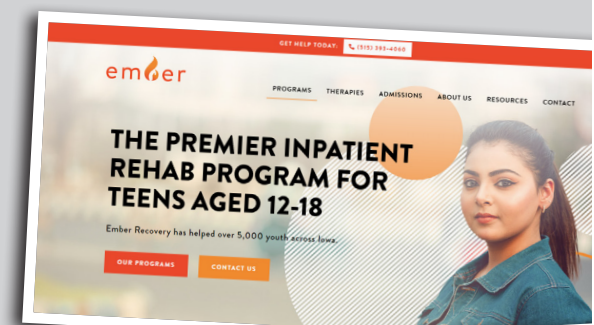 GET HELP TODAY: (515) 393-4060
ember
PROGRAMS THERAPIES ADMISSIONS ABOUT US RESOURCES CONTACT
THE PREMIER INPATIENT
REHAB PROGRAM FOR
TEENS AGED 12-18
Ember Recovery has helped over 5,000 youth across Iowa.
OUR PROGRAMS CONTACT US